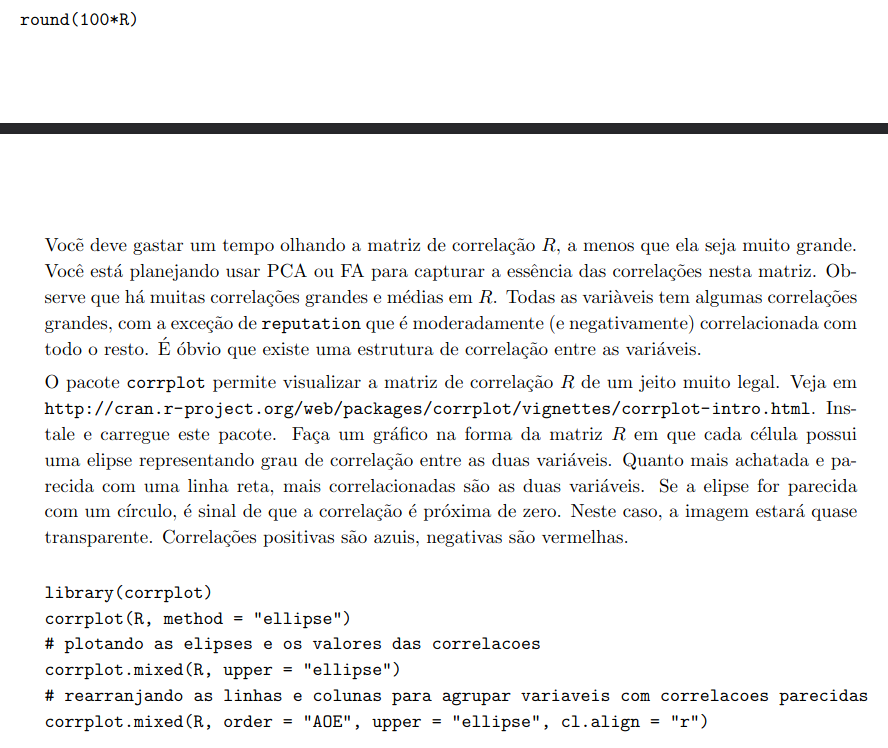 round(100*R)
Vocẽ deve gastar um tempo olhando a matriz de correlação R, a menos que ela seja muito grande.
Você está planejando usar PCA ou FA para capturar a essência das correlações nesta matriz. Ob-
serve que há muitas correlações grandes e médias em R. Todas as variàveis tem algumas correlações
grandes, com a exceção de reputation que é moderadamente (e negativamente) correlacionada com
todo o resto. É óbvio que existe uma estrutura de correlação entre as variáveis.
O pacote corrplot permite visualizar a matriz de correlação R de um jeito muito legal. Veja em
http://cran.r-project.org/web/packages/corrplot/vignettes/corrplot-intro.html. Ins-
tale e carregue este pacote. Faça um gráfico na forma da matriz R em que cada célula possui
uma elipse representando grau de correlação entre as duas variáveis. Quanto mais achatada e pa-
recida com uma linha reta, mais correlacionadas são as duas variáveis. Se a elipse for parecida
com um círculo, é sinal de que a correlação é próxima de zero. Neste caso, a imagem estará quase
transparente. Correlações positivas são azuis, negativas são vermelhas.
library(corrplot)
corrplot(R, method = "ellipse")
# plotando as elipses e os valores das correlacoes
corrplot.mixed(R, upper = "ellipse")
# rearranjando as linhas e colunas para agrupar variaveis com correlacoes parecidas
corrplot.mixed(R, order = "AOE", upper = "ellipse", cl.align = "r")